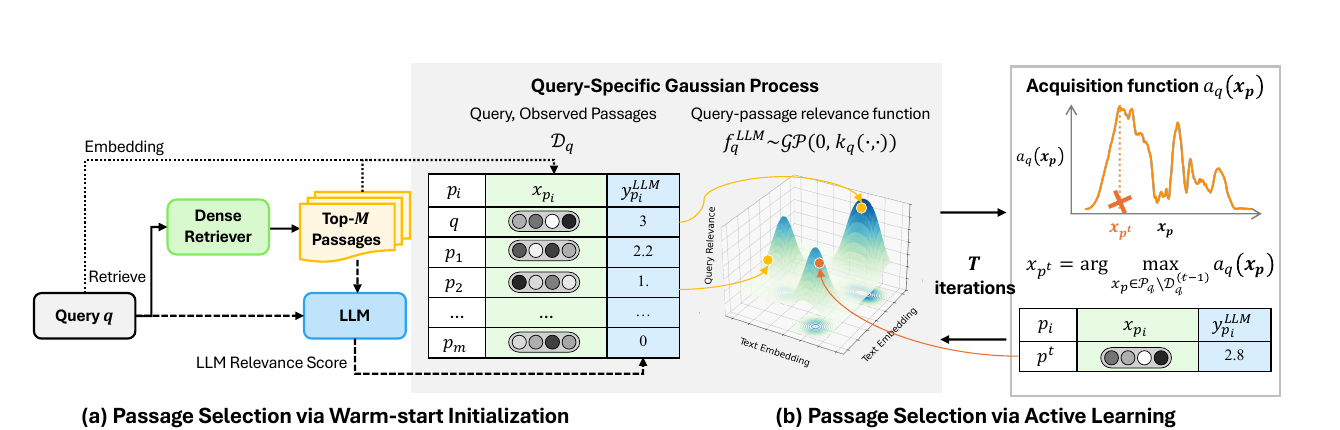 Query-Specific Gaussian Process
Query, Observed Passages
𝒟_q
Query-passage relevance function
f_q^{LLM}~𝒢𝒫(0, k_q(·,·))
Embedding
Dense
Retriever
Top-M
Passages
Retrieve
Query q
LLM
LLM Relevance Score
p_i x_{p_i} y_{p_i}^{LLM}
q 3
p_1 2.2
p_2 1.
... ... ...
p_m 0
Query Relevance
Text Embedding
Text Embedding
T
iterations
Acquisition function a_q(x_p)
a_q(x_p)
x_{p^t} x_p
x_{p^t} = arg max_{x_p∈𝒫_q\𝒟_q^{(t−1)}} a_q(x_p)
p_i x_{p_i} y_{p_i}^{LLM}
p^t 2.8
(a) Passage Selection via Warm-start Initialization
(b) Passage Selection via Active Learning